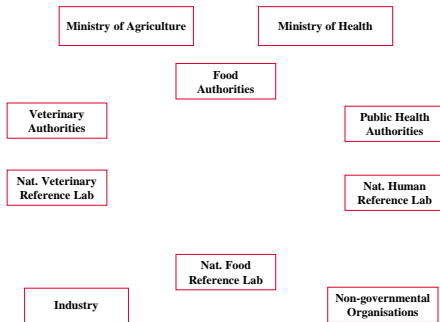 Ministry of Agriculture
Ministry of Health
Food
Authorities
Veterinary
Authorities
Public Health
Authorities
Nat. Veterinary
Reference Lab
Nat. Human
Reference Lab
Nat. Food
Reference Lab
Industry
Non-governmental
Organisations